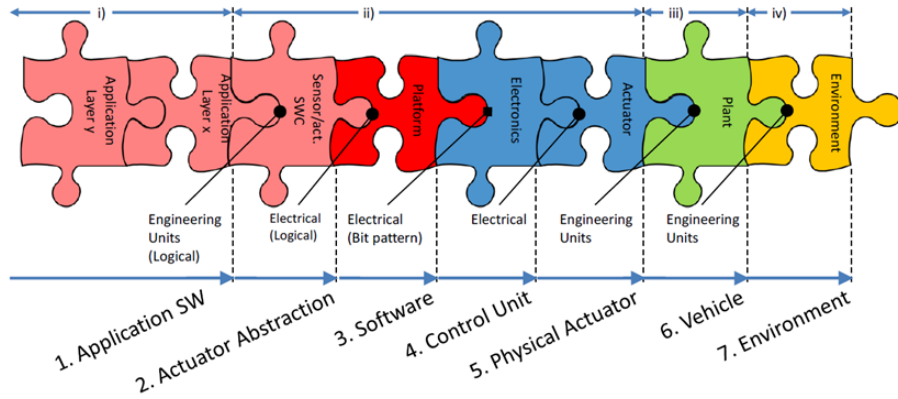 i)
ii)
iii)
iv)
Application
Layer y
Application
Layer x
Sensor/act.
SWC
Platform
Electronics
Actuator
Plant
Environment
Engineering
Units
(Logical)
Electrical
(Logical)
Electrical
(Bit pattern)
Electrical
Engineering
Units
Engineering
Units
1. Application SW
2. Actuator Abstraction
3. Software
4. Control Unit
5. Physical Actuator
6. Vehicle
7. Environment